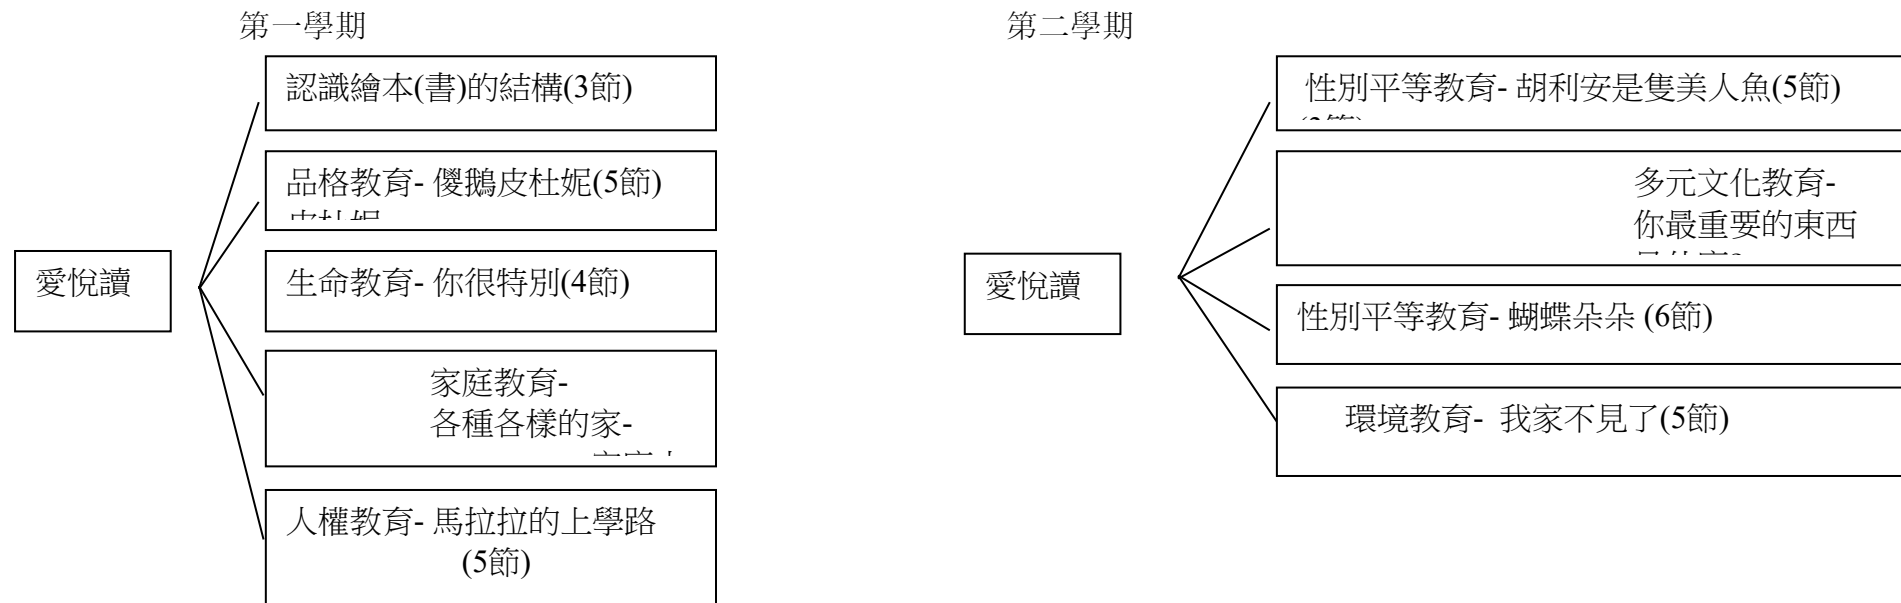 第一學期
認識繪本(書)的結構(3節)
品格教育- 傻鵝皮杜妮(5節)
愛悅讀
生命教育- 你很特別(4節)
家庭教育-
各種各樣的家-
人權教育- 馬拉拉的上學路
(5節)
第二學期
性別平等教育- 胡利安是隻美人魚(5節)
多元文化教育-
你最重要的東西
愛悅讀
性別平等教育- 蝴蝶朵朵 (6節)
環境教育- 我家不見了(5節)